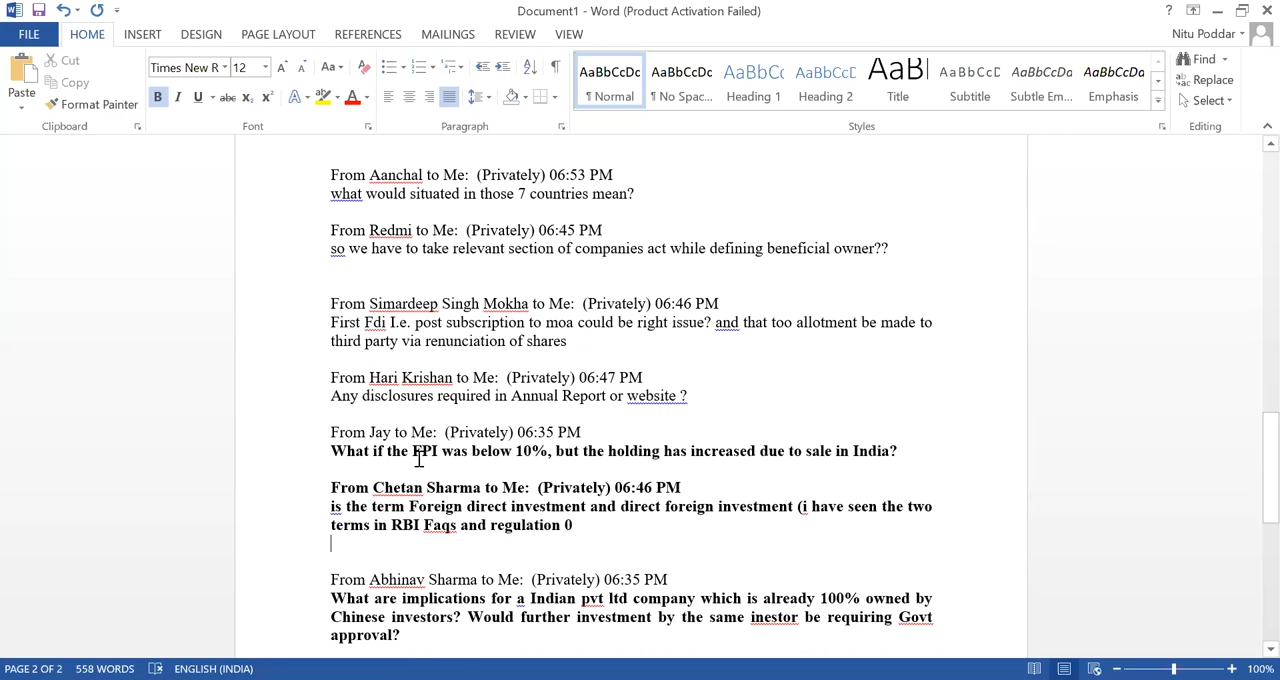 Document1 - Word (Product Activation Failed)
FILE HOME INSERT DESIGN PAGE LAYOUT REFERENCES MAILINGS REVIEW VIEW Nitu Poddar
Paste
Cut
Copy
Format Painter
Clipboard
Times New R 12 Aa
B I U abc X₂ X² A A
Font
Paragraph
AaBbCcDc AaBbCcDc AaBbCc AaBbCcD AaBl AaBbCcD AaBbCcDa AaBbCcDa
¶ Normal ¶ No Spac... Heading 1 Heading 2 Title Subtitle Subtle Em... Emphasis
Styles
Find
Replace
Select
Editing
From Aanchal to Me: (Privately) 06:53 PM
what would situated in those 7 countries mean?
From Redmi to Me: (Privately) 06:45 PM
so we have to take relevant section of companies act while defining beneficial owner??
From Simardeep Singh Mokha to Me: (Privately) 06:46 PM
First Fdi I.e. post subscription to moa could be right issue? and that too allotment be made to
third party via renunciation of shares
From Hari Krishan to Me: (Privately) 06:47 PM
Any disclosures required in Annual Report or website ?
From Jay to Me: (Privately) 06:35 PM
What if the FPI was below 10%, but the holding has increased due to sale in India?
From Chetan Sharma to Me: (Privately) 06:46 PM
is the term Foreign direct investment and direct foreign investment (i have seen the two
terms in RBI Faqs and regulation 0
From Abhinav Sharma to Me: (Privately) 06:35 PM
What are implications for a Indian pvt ltd company which is already 100% owned by
Chinese investors? Would further investment by the same inestor be requiring Govt
approval?
PAGE 2 OF 2 558 WORDS ENGLISH (INDIA) 100%